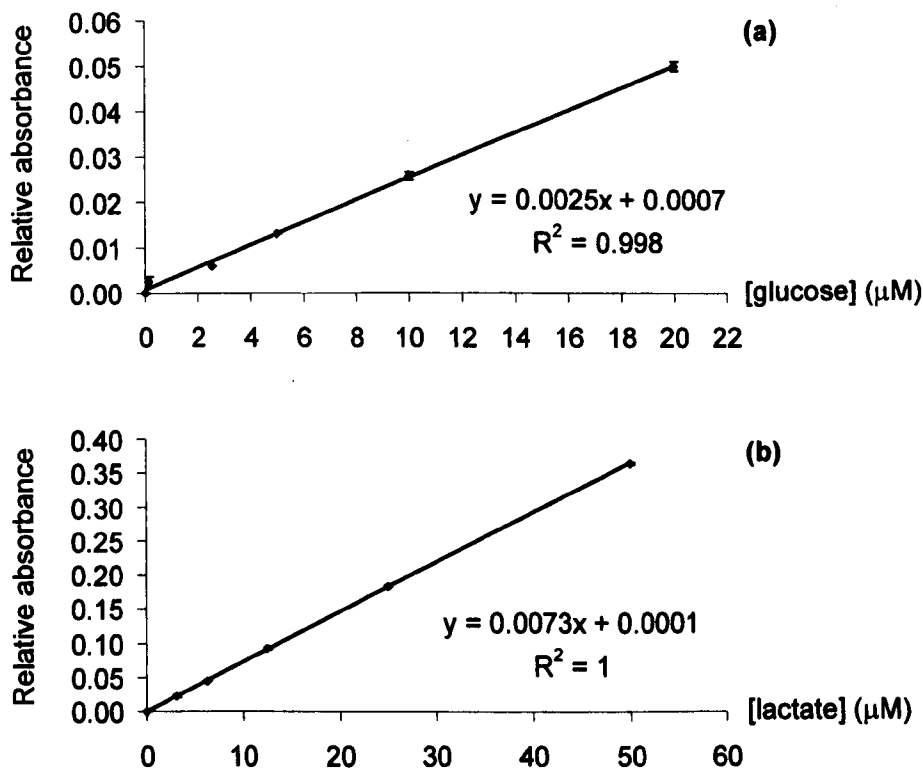 (a)
Relative absorbance
0.06
0.05
0.04
0.03
0.02
0.01
0.00
y = 0.0025x + 0.0007
R² = 0.998
[glucose] (μM)
0 2 4 6 8 10 12 14 16 18 20 22
(b)
Relative absorbance
0.40
0.35
0.30
0.25
0.20
0.15
0.10
0.05
0.00
y = 0.0073x + 0.0001
R² = 1
[lactate] (μM)
0 10 20 30 40 50 60